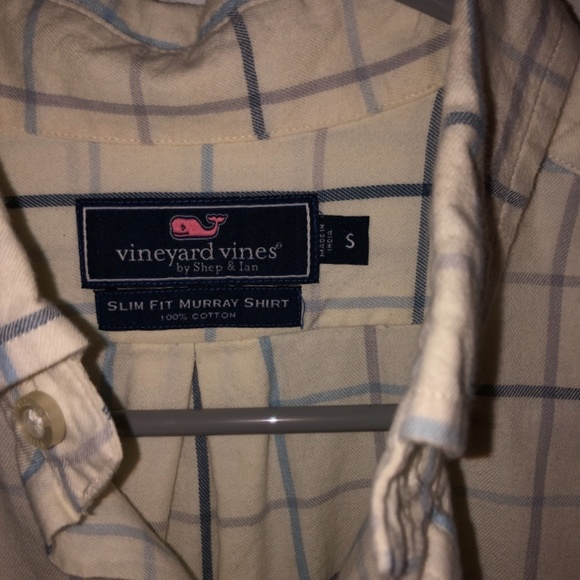 vineyard vines®
by Shep & Ian
MADE IN
INDIA
S
SLIM FIT MURRAY SHIRT
100% COTTON